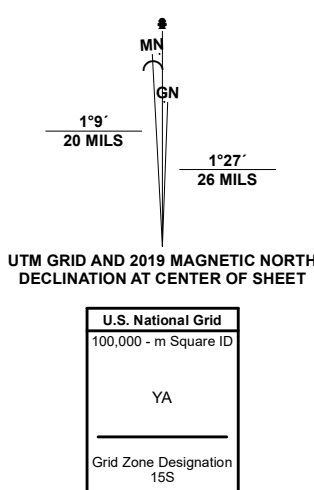 MN
GN
1°9´
20 MILS
1°27´
26 MILS
UTM GRID AND 2019 MAGNETIC NORTH
DECLINATION AT CENTER OF SHEET
U.S. National Grid
100,000 - m Square ID
YA
Grid Zone Designation
15S